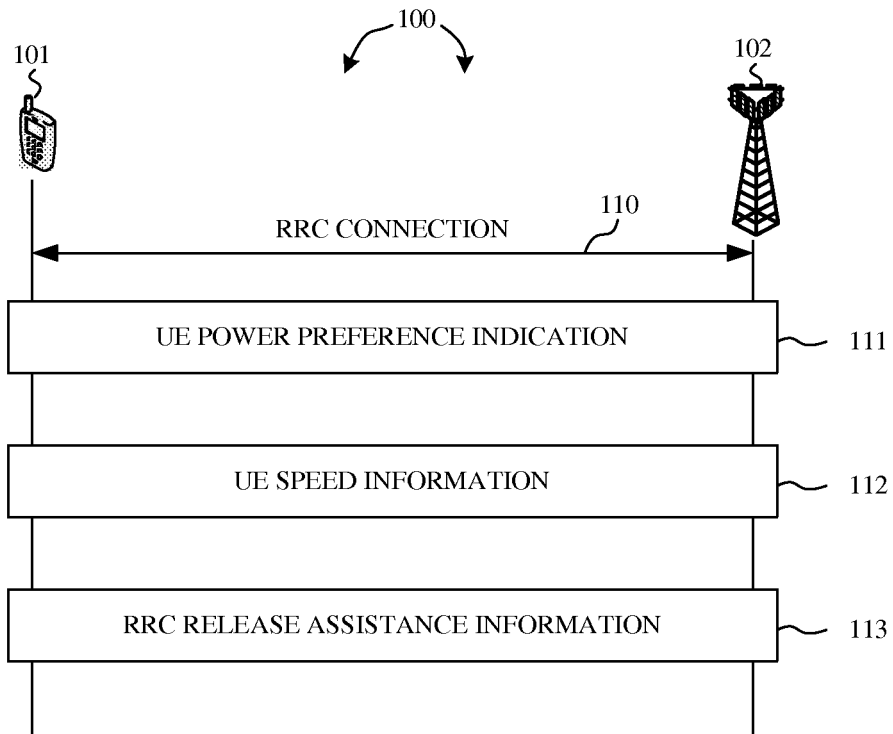 100
101
102
110
RRC CONNECTION
UE POWER PREFERENCE INDICATION
111
UE SPEED INFORMATION
112
RRC RELEASE ASSISTANCE INFORMATION
113